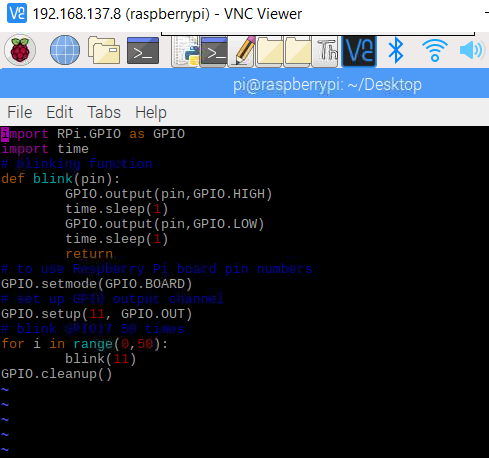 192.168.137.8 (raspberrypi) - VNC Viewer
Th
pi@raspberrypi: ~/Desktop
File Edit Tabs Help
import RPi.GPIO as GPIO
import time
# blinking function
def blink(pin):
        GPIO.output(pin,GPIO.HIGH)
        time.sleep(1)
        GPIO.output(pin,GPIO.LOW)
        time.sleep(1)
        return
# to use Raspberry Pi board pin numbers
GPIO.setmode(GPIO.BOARD)
# set up GPIO output channel
GPIO.setup(11, GPIO.OUT)
# blink GPIO17 50 times
for i in range(0,50):
        blink(11)
GPIO.cleanup()
~
~
~
~
~